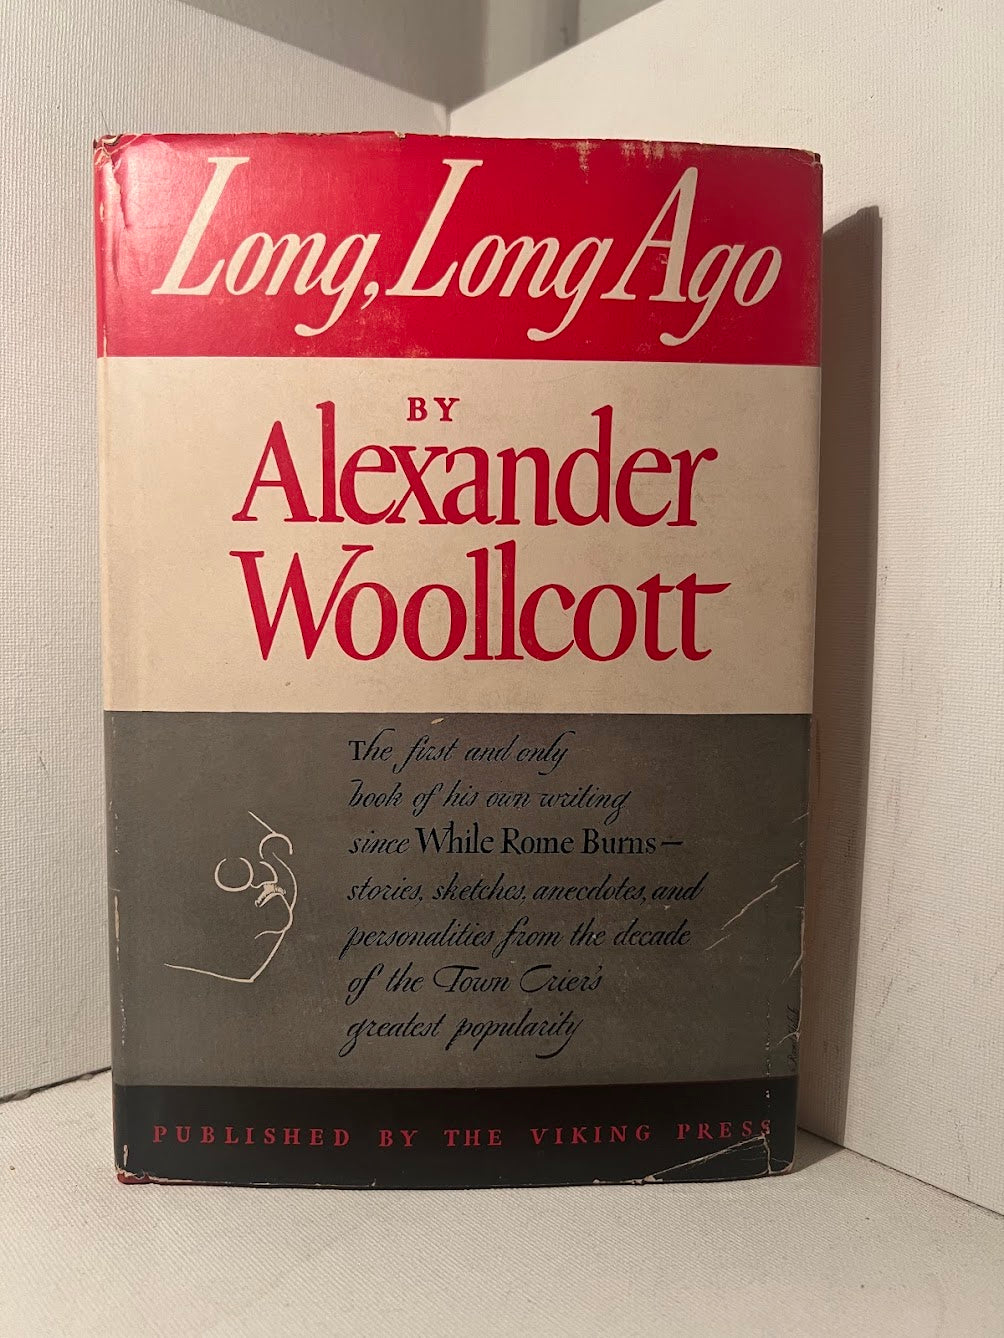 Long, Long Ago
BY
Alexander
Woollcott
The first and only
book of his own writing
since While Rome Burns—
stories, sketches, anecdotes, and
personalities from the decade
of the Town Crier's
greatest popularity
PUBLISHED BY THE VIKING PRESS